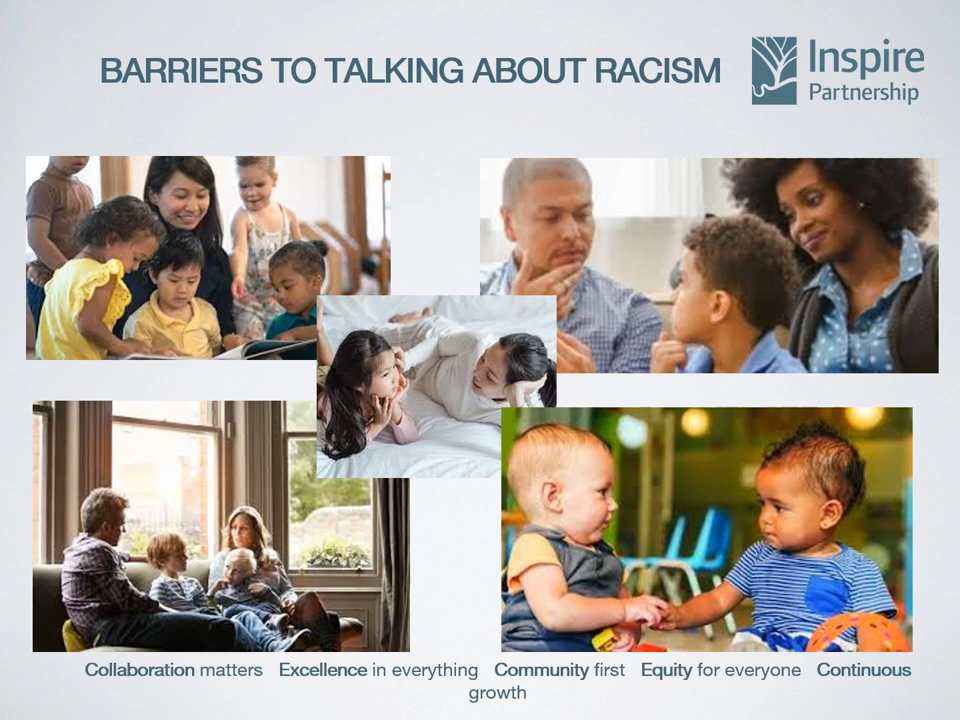 BARRIERS TO TALKING ABOUT RACISM
Inspire
Partnership
Collaboration matters Excellence in everything Community first Equity for everyone Continuous
growth